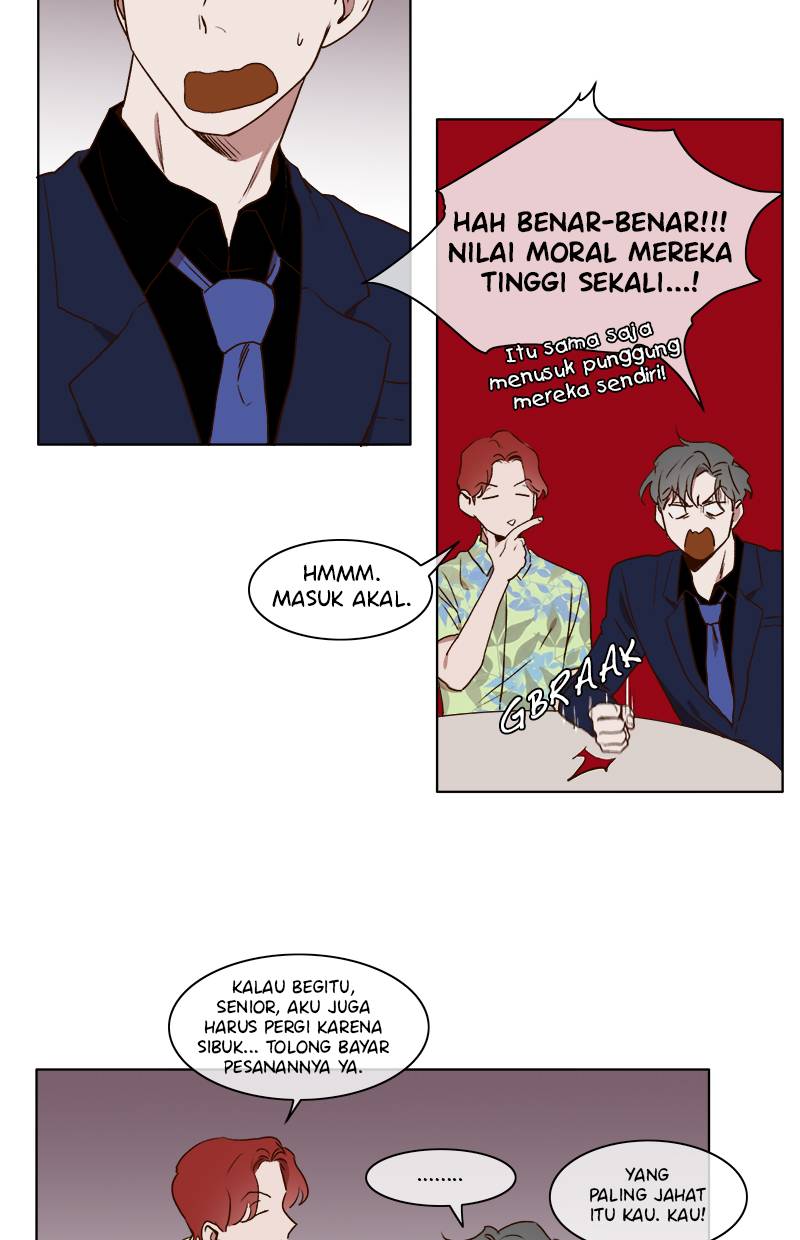 HAH BENAR-BENAR!!!
NILAI MORAL MEREKA
TINGGI SEKALI...!
Itu sama saja
menusuk punggung
mereka sendiri!
HMMM.
MASUK AKAL.
GBRAAK
KALAU BEGITU,
SENIOR, AKU JUGA
HARUS PERGI KARENA
SIBUK... TOLONG BAYAR
PESANANNYA YA.
.........
YANG
PALING JAHAT
ITU KAU. KAU!